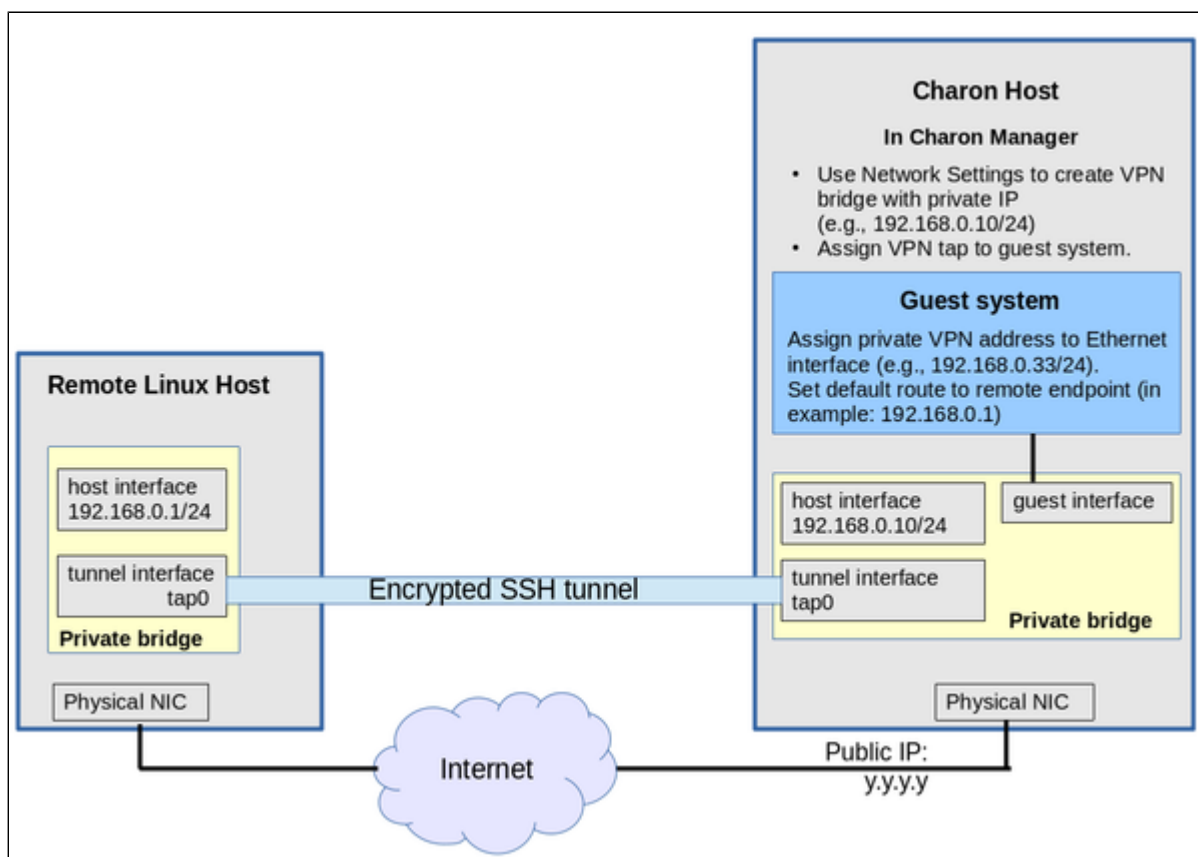 Charon Host
In Charon Manager
• Use Network Settings to create VPN
bridge with private IP
(e.g., 192.168.0.10/24)
• Assign VPN tap to guest system.
Guest system
Assign private VPN address to Ethernet
interface (e.g., 192.168.0.33/24).
Set default route to remote endpoint (in
example: 192.168.0.1)
Remote Linux Host
host interface
192.168.0.1/24
tunnel interface
tap0
Private bridge
Physical NIC
Encrypted SSH tunnel
host interface
192.168.0.10/24
guest interface
tunnel interface
tap0
Private bridge
Physical NIC
Internet
Public IP:
y.y.y.y